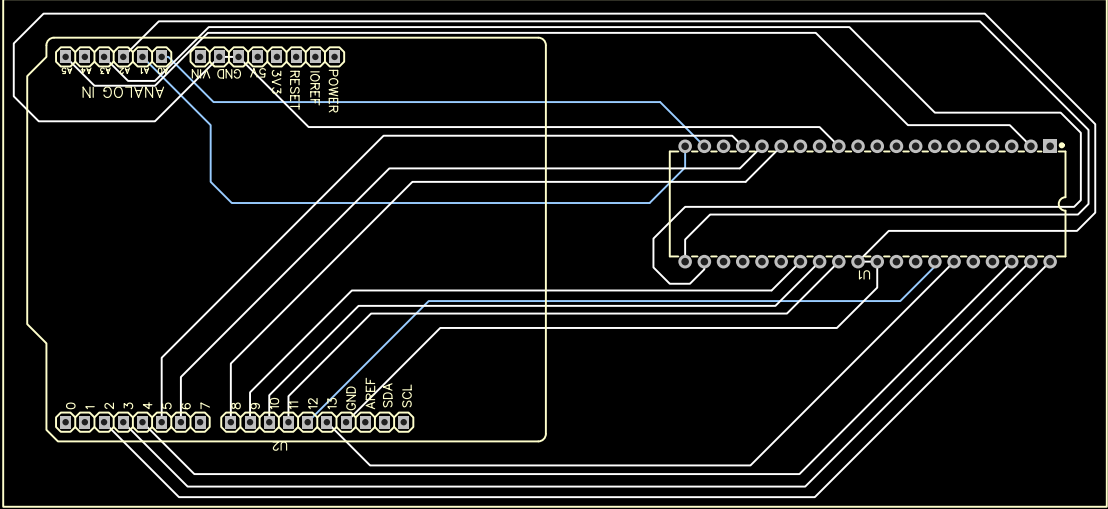 A5 A4 A3 A2 A1 A0
ANALOG IN
VIN GND 5V 3V3 RESET IOREF POWER
U1
0 1 2 3 4 5 6 7 8 9 10 11 12 13 GND AREF SDA SCL
U2